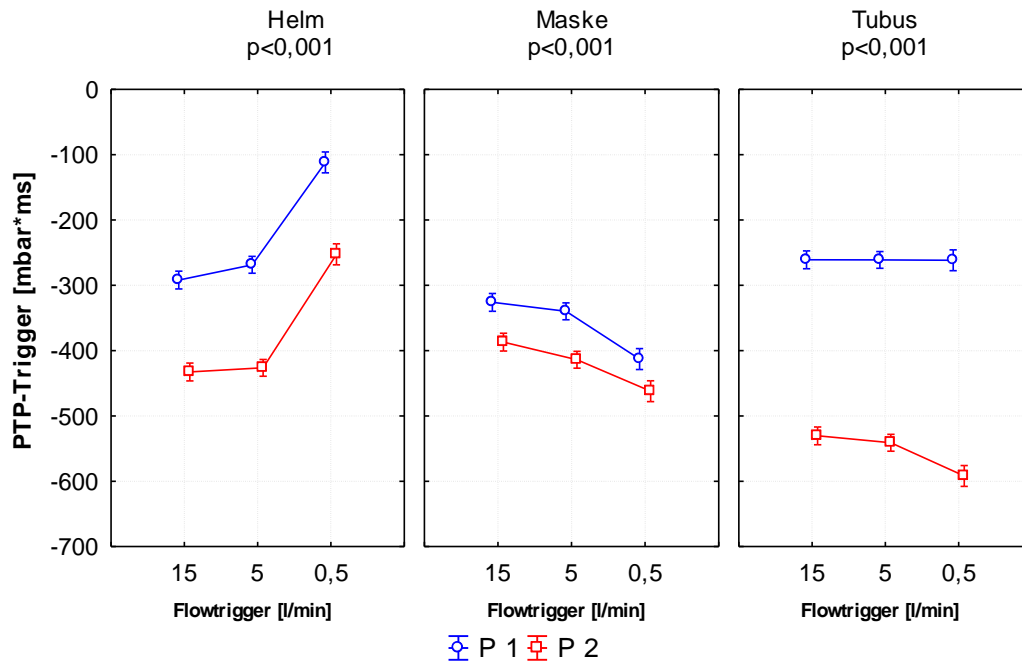 Helm Maske Tubus
p<0,001 p<0,001 p<0,001
PTP-Trigger [mbar*ms]
0
-100
-200
-300
-400
-500
-600
-700
15 5 0,5 15 5 0,5 15 5 0,5
Flowtrigger [l/min] Flowtrigger [l/min] Flowtrigger [l/min]
P 1 P 2